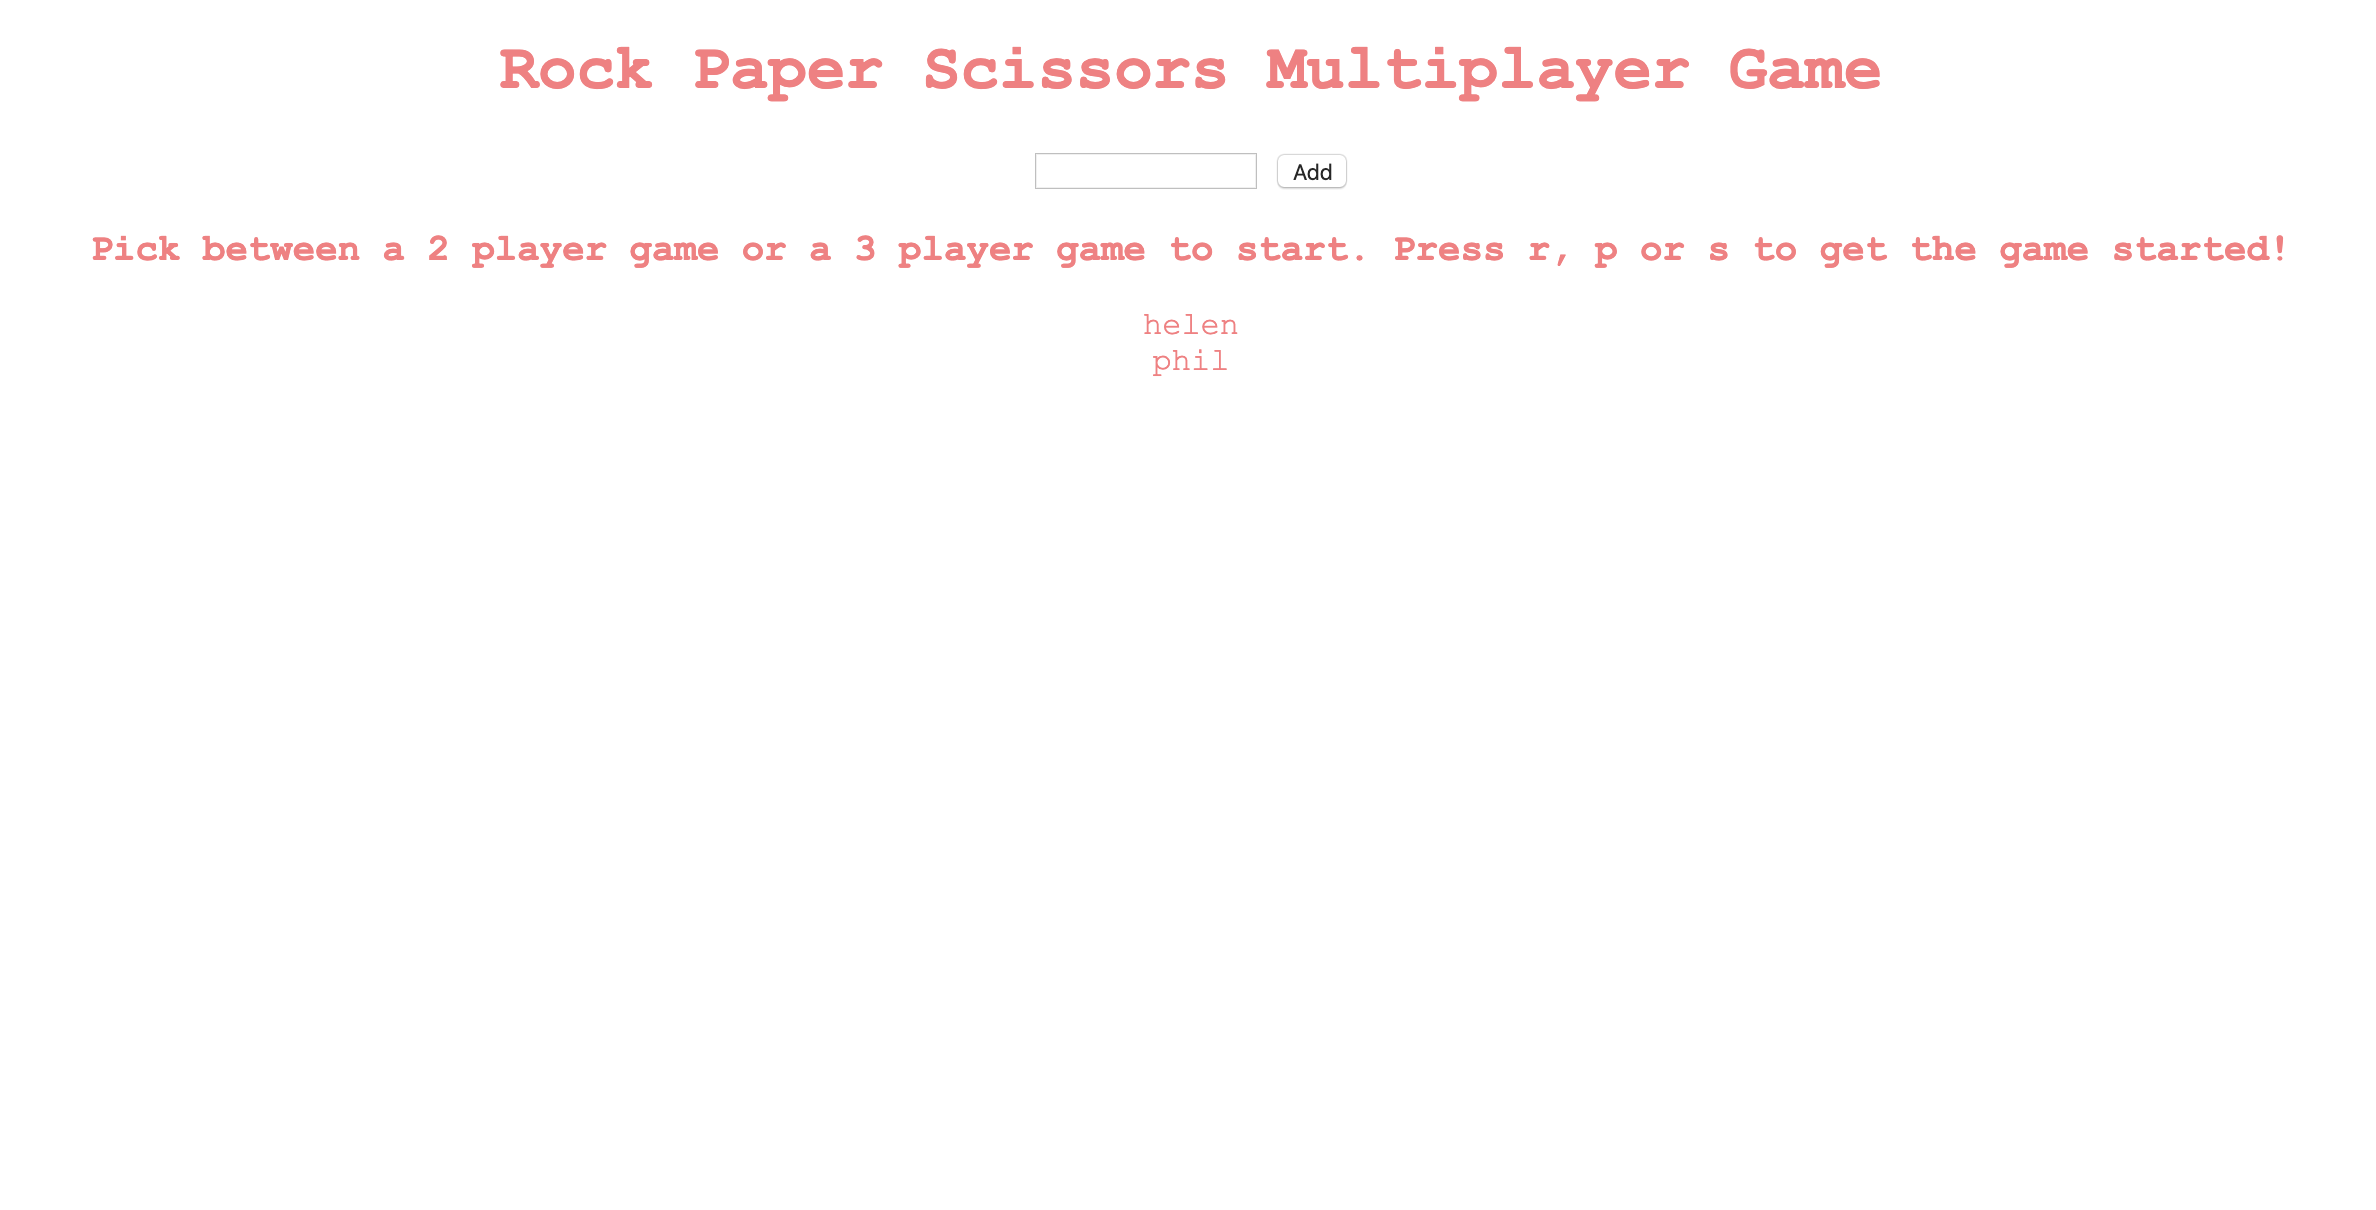 Rock Paper Scissors Multiplayer Game
Add
Pick between a 2 player game or a 3 player game to start. Press r, p or s to get the game started!
helen
phil